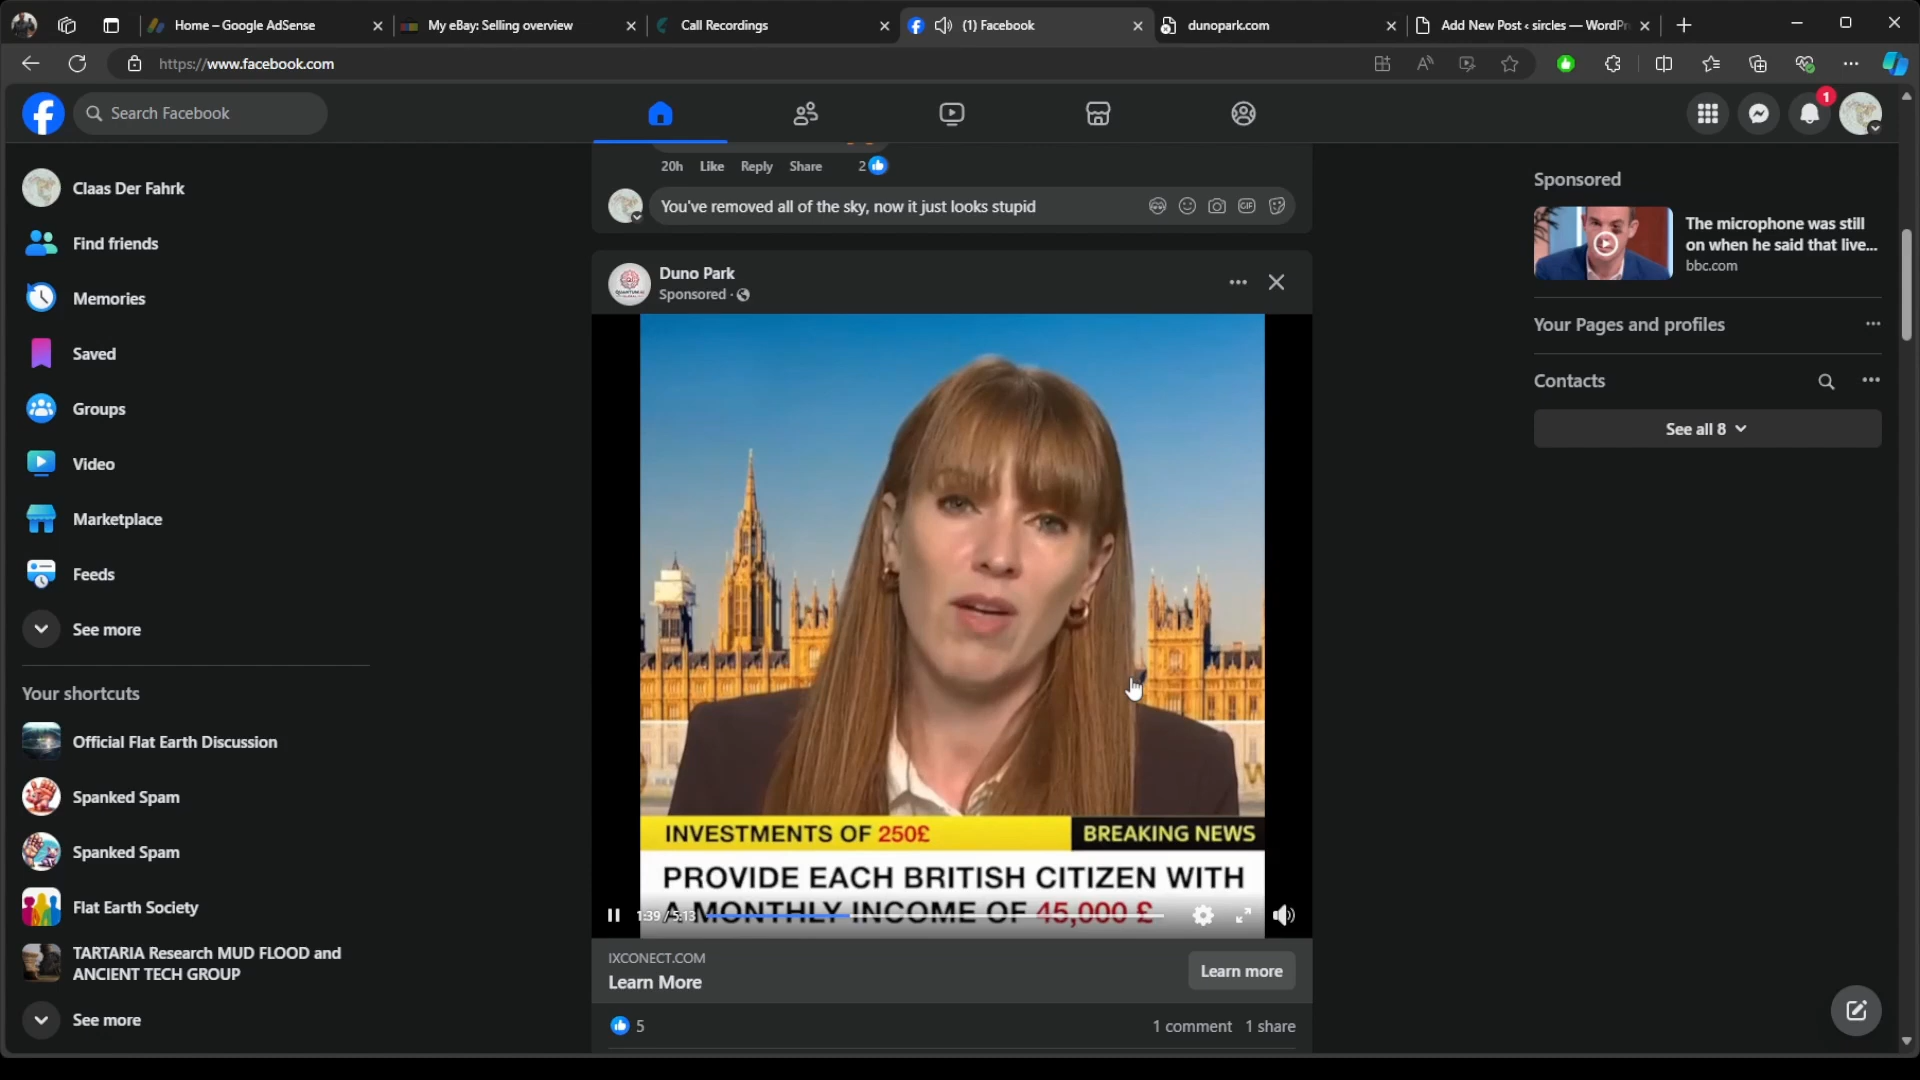 Home – Google AdSense
My eBay: Selling overview
Call Recordings
(1) Facebook
dunopark.com
Add New Post ‹ sircles — WordPr
https://www.facebook.com
Search Facebook
1
Claas Der Fahrk
Find friends
Memories
Saved
Groups
Video
Marketplace
Feeds
See more
Your shortcuts
Official Flat Earth Discussion
Spanked Spam
Spanked Spam
Flat Earth Society
TARTARIA Research MUD FLOOD and
ANCIENT TECH GROUP
See more
20h Like Reply Share 2
You've removed all of the sky, now it just looks stupid
GIF
Duno Park
Sponsored ·
INVESTMENTS OF 250£
BREAKING NEWS
PROVIDE EACH BRITISH CITIZEN WITH
A MONTHLY INCOME OF 45,000 £
1:39 / 5:13
IXCONECT.COM
Learn More
Learn more
5
1 comment 1 share
Sponsored
The microphone was still
on when he said that live...
bbc.com
Your Pages and profiles
Contacts
See all 8